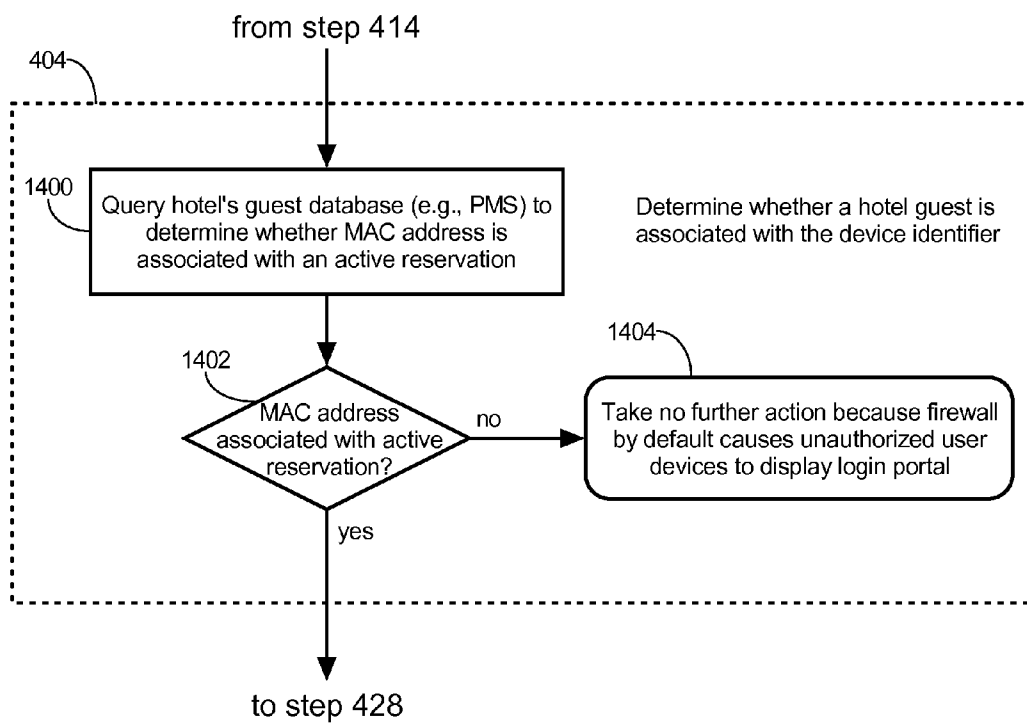 from step 414
404
1400
Query hotel's guest database (e.g., PMS) to
determine whether MAC address is
associated with an active reservation
Determine whether a hotel guest is
associated with the device identifier
1402
MAC address
associated with active
reservation?
no
1404
Take no further action because firewall
by default causes unauthorized user
devices to display login portal
yes
to step 428